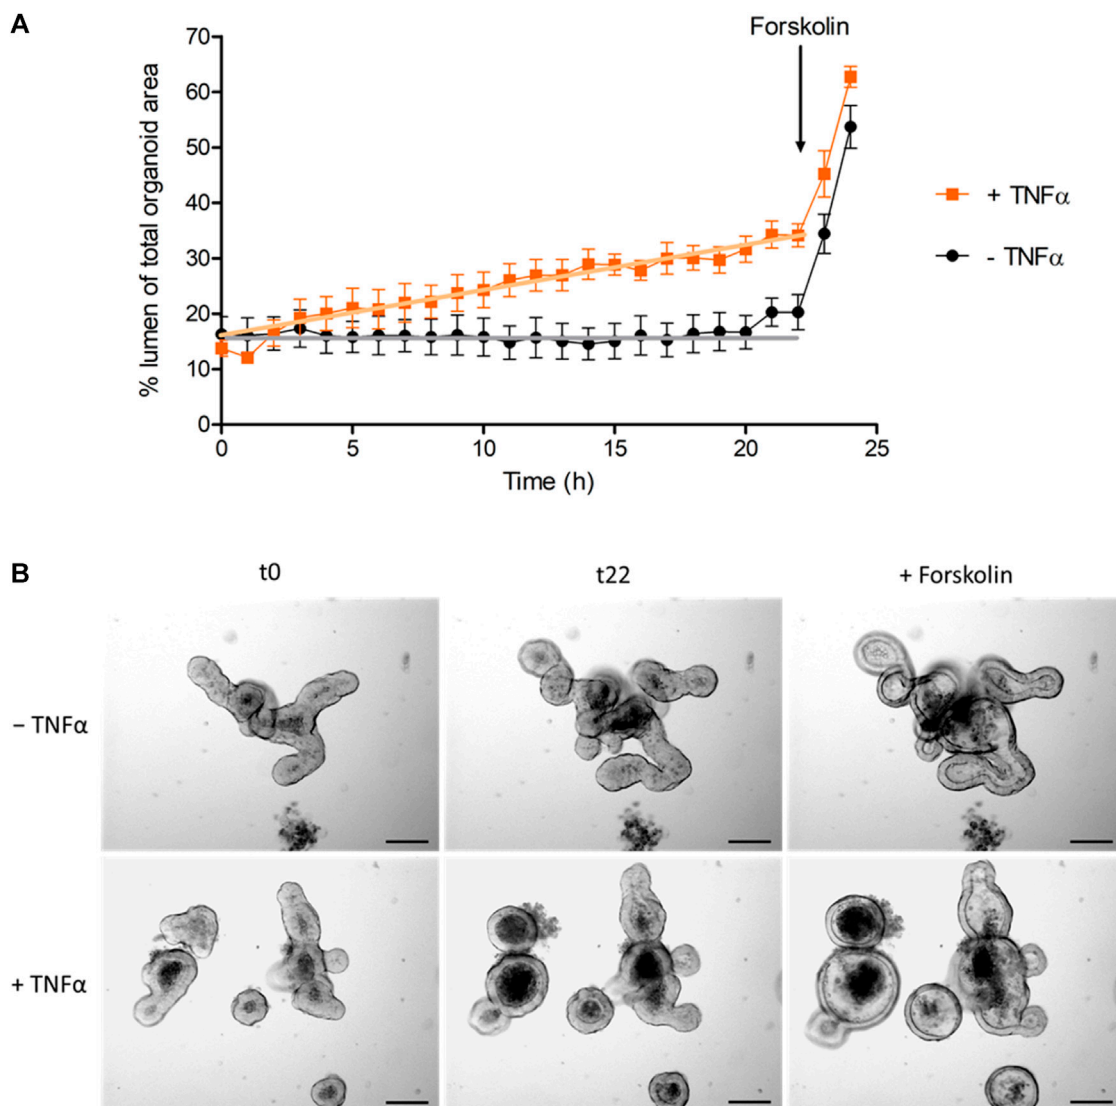 A
Forskolin
70
60
50
40
30
20
10
0
% lumen of total organoid area
0 5 10 15 20 25
Time (h)
+ TNFα
- TNFα
B
t0 t22 + Forskolin
– TNFα
+ TNFα